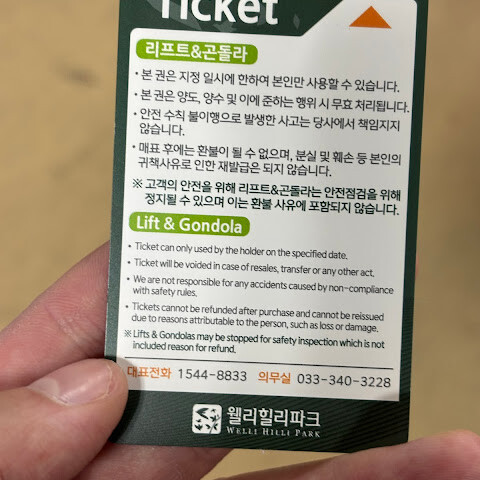 Ticket
리프트&곤돌라
• 본 권은 지정 일시에 한하여 본인만 사용할 수 있습니다.
• 본 권은 양도, 양수 및 이에 준하는 행위 시 무효 처리됩니다.
• 안전 수칙 불이행으로 발생한 사고는 당사에서 책임지지
않습니다.
• 매표 후에는 환불이 될 수 없으며, 분실 및 훼손 등 본인의
귀책사유로 인한 재발급은 되지 않습니다.
※ 고객의 안전을 위해 리프트&곤돌라는 안전점검을 위해
정지될 수 있으며 이는 환불 사유에 포함되지 않습니다.
Lift & Gondola
• Ticket can only used by the holder on the specified date.
• Ticket will be voided in case of resales, transfer or any other act.
• We are not responsible for any accidents caused by non-compliance
with safety rules.
• Tickets cannot be refunded after purchase and cannot be reissued
due to reasons attributable to the person, such as loss or damage.
※ Lifts & Gondolas may be stopped for safety inspection which is not
included reason for refund.
대표전화 1544-8833 의무실 033-340-3228
웰리힐리파크
WELLI HILLI PARK